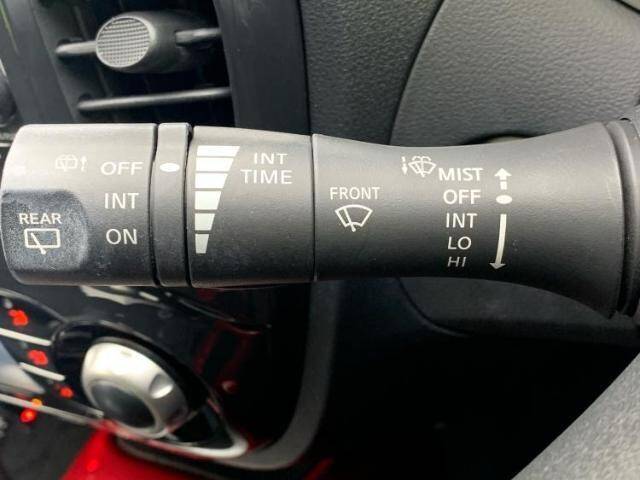 OFF
INT
ON
REAR
INT
TIME
FRONT
MIST
OFF
INT
LO
HI